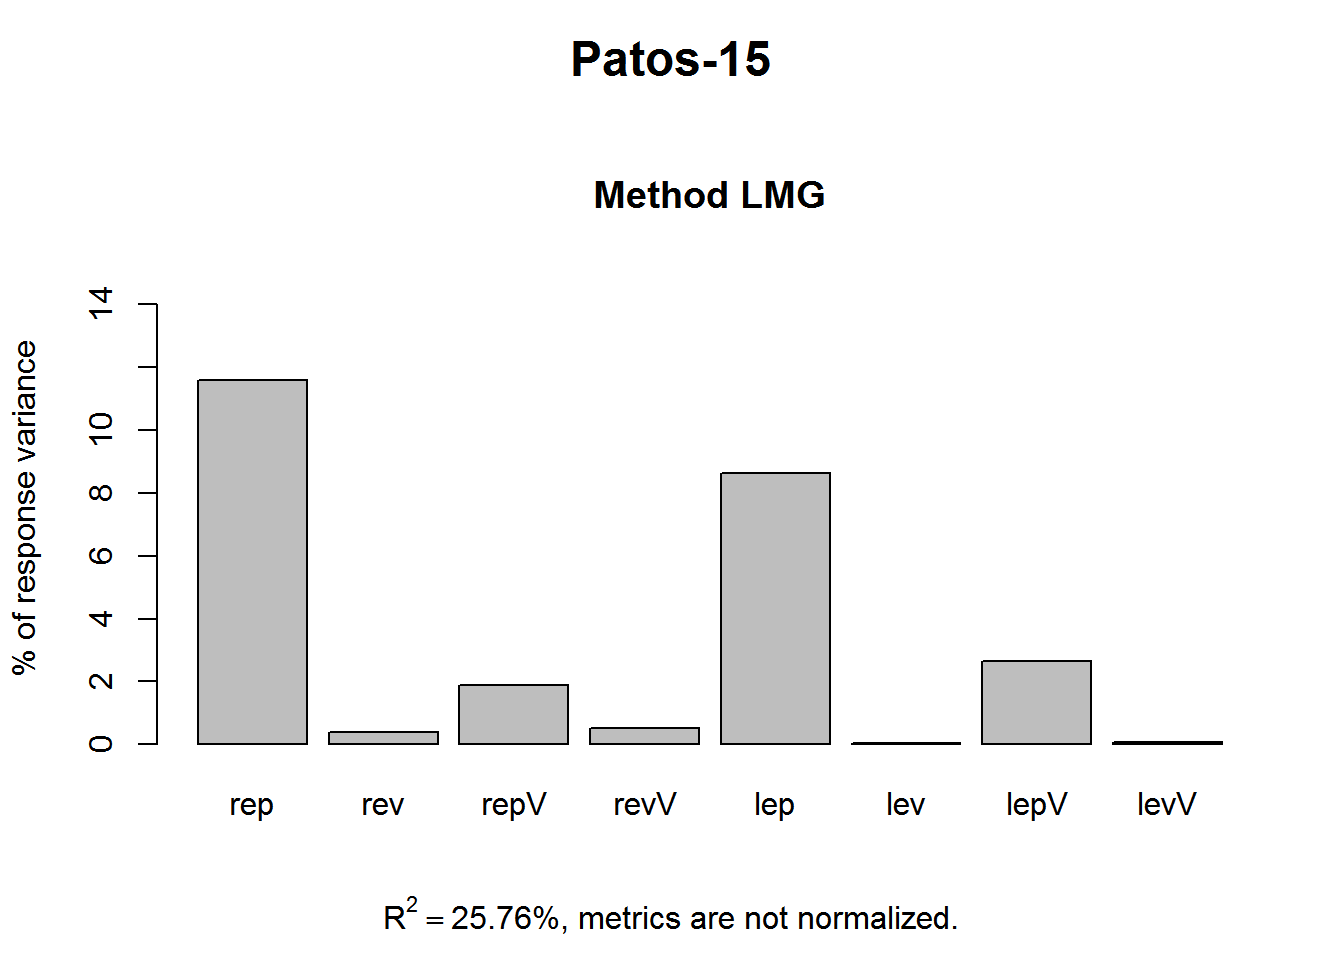 Patos-15
Method LMG
% of response variance
14
10
8
6
4
2
0
rep rev repV revV lep lev lepV levV
R² = 25.76%, metrics are not normalized.